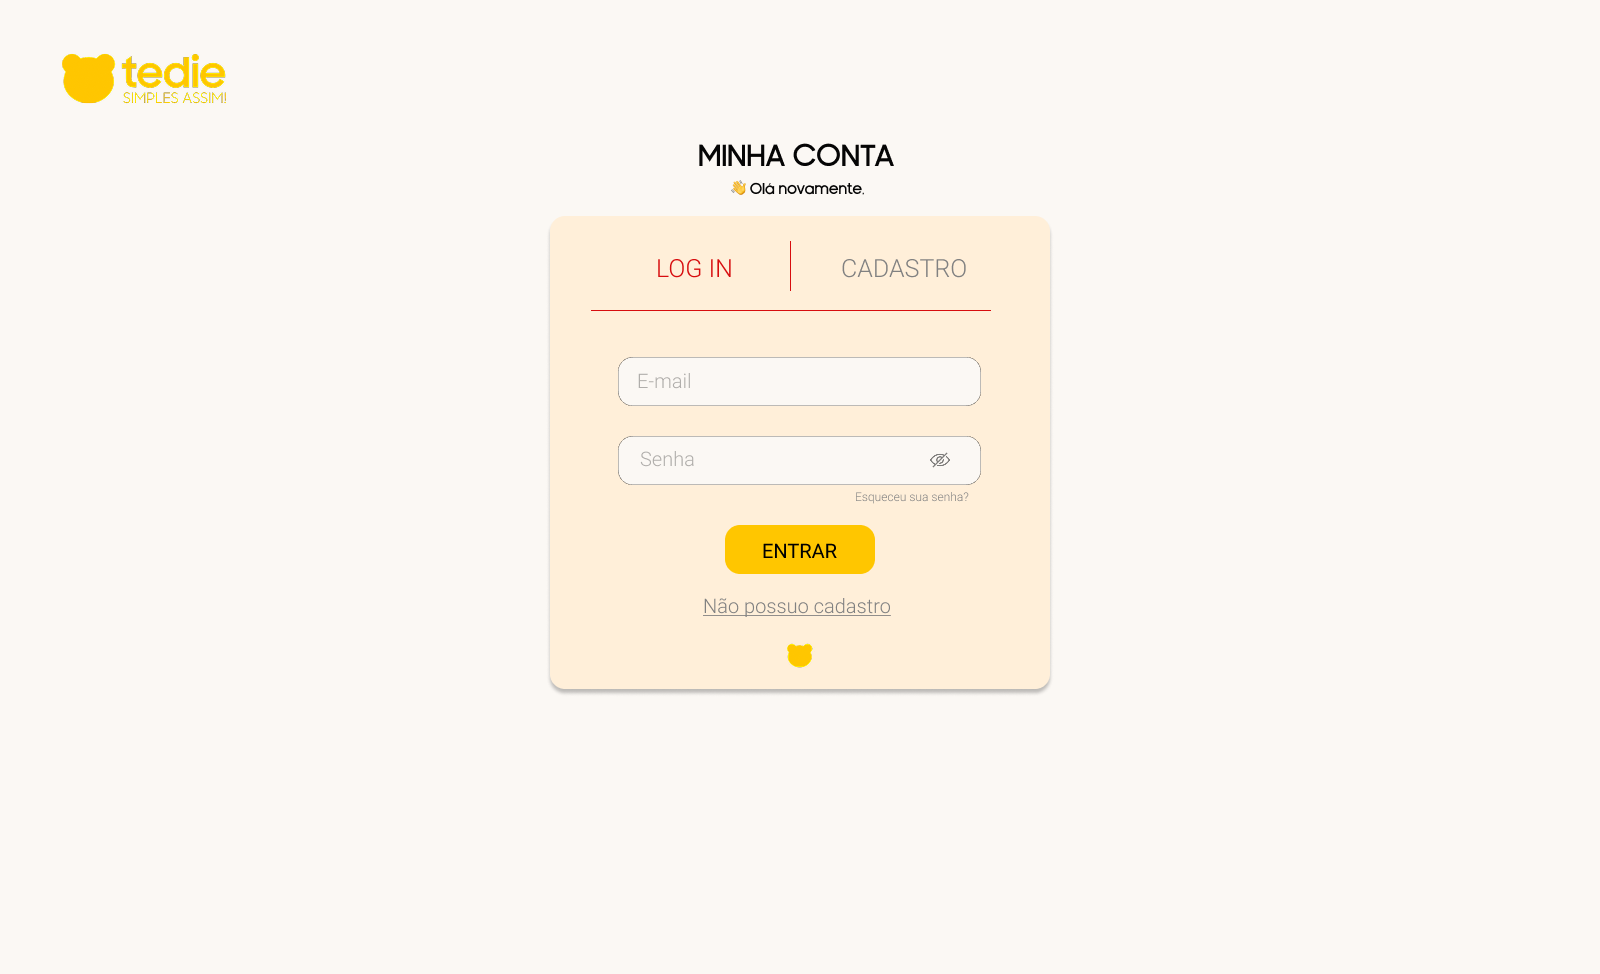 tedie
SIMPLES ASSIM!
MINHA CONTA
👋 Olá novamente.
LOG IN
CADASTRO
E-mail
Senha
Esqueceu sua senha?
ENTRAR
Não possuo cadastro